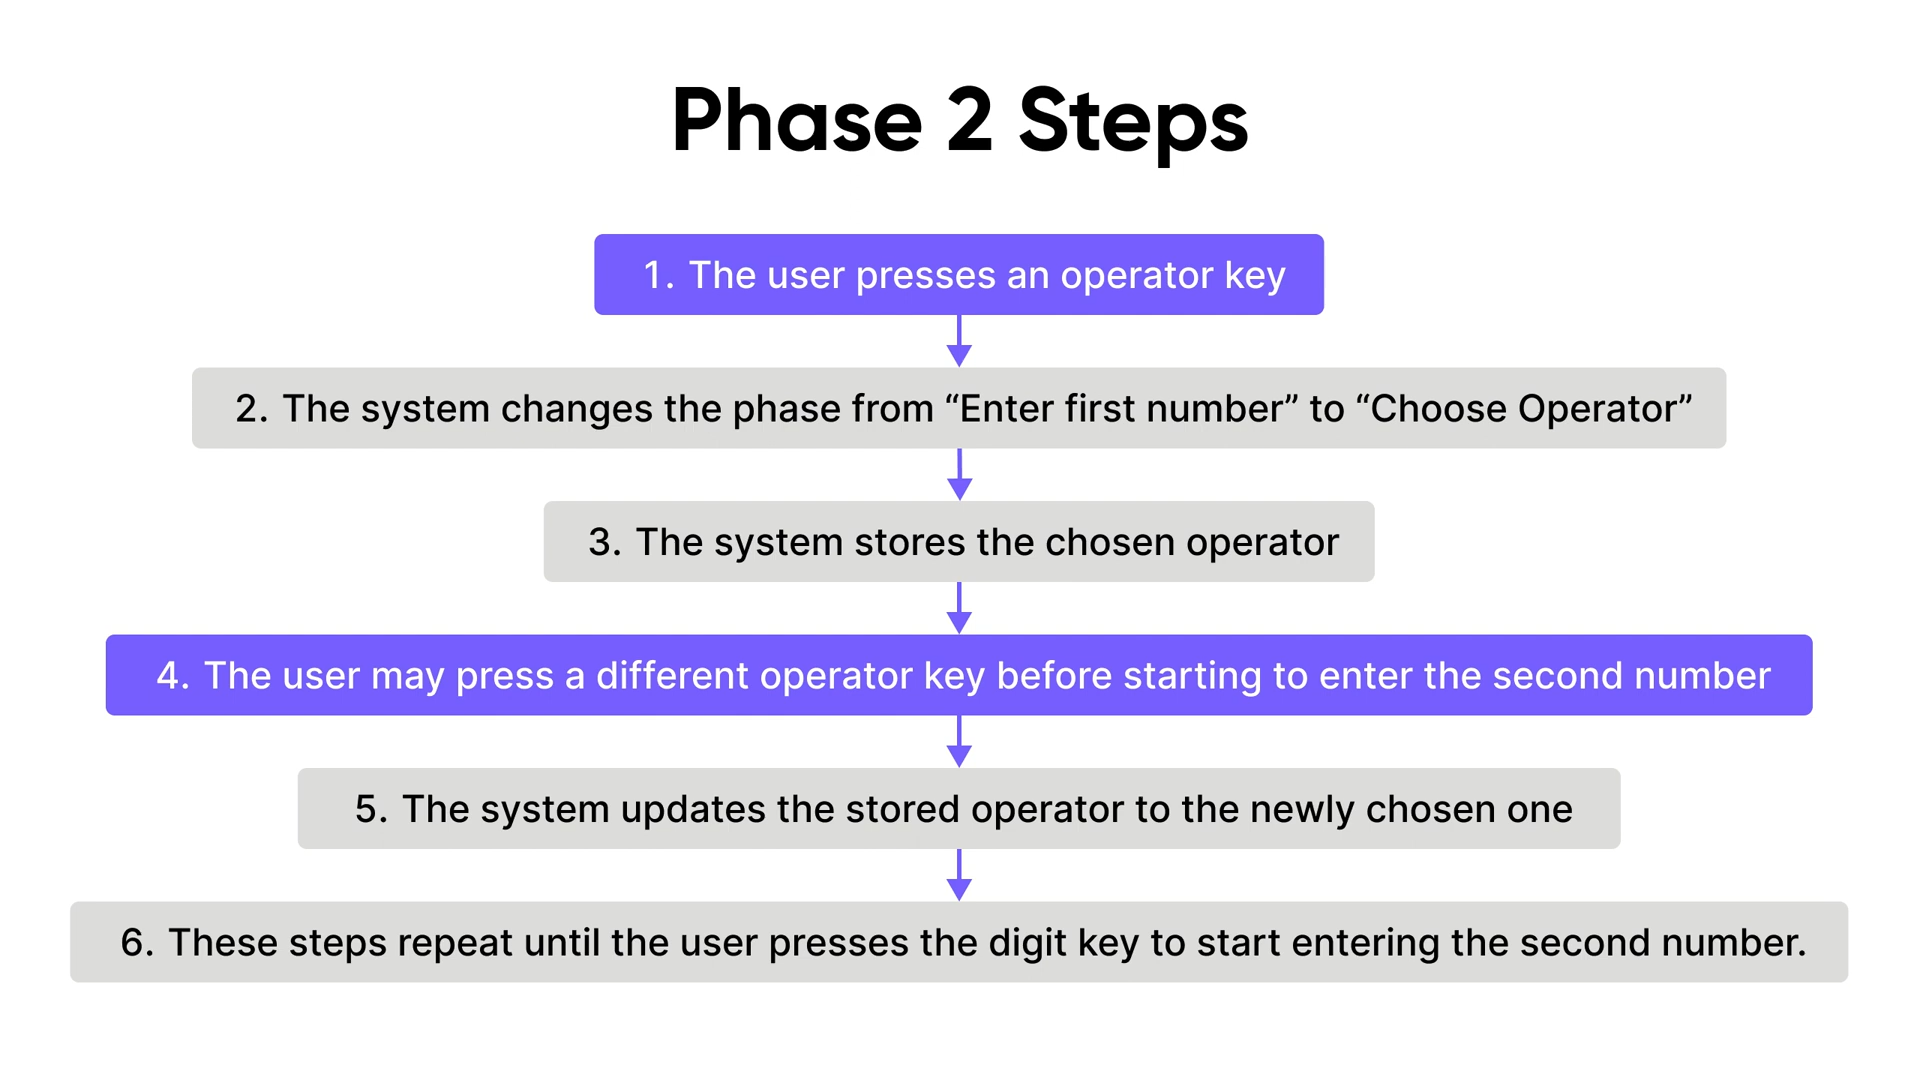 Phase 2 Steps
1. The user presses an operator key
2. The system changes the phase from “Enter first number” to “Choose Operator”
3. The system stores the chosen operator
4. The user may press a different operator key before starting to enter the second number
5. The system updates the stored operator to the newly chosen one
6. These steps repeat until the user presses the digit key to start entering the second number.